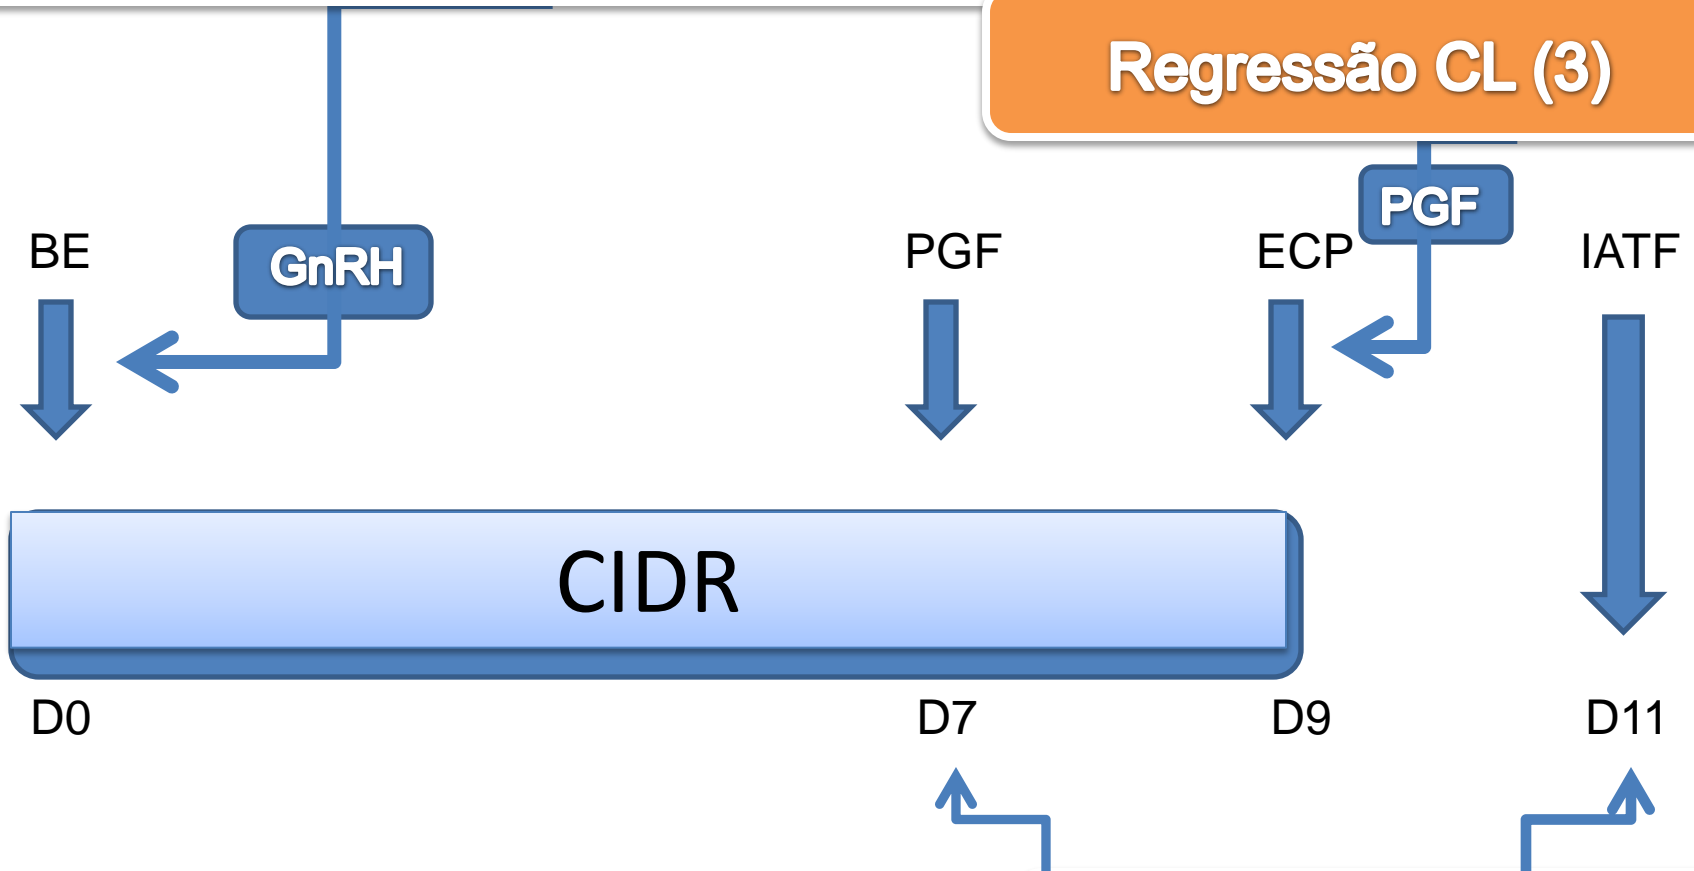 Regressão CL (3)
PGF
BE
GnRH
PGF
ECP
IATF
CIDR
D0
D7
D9
D11